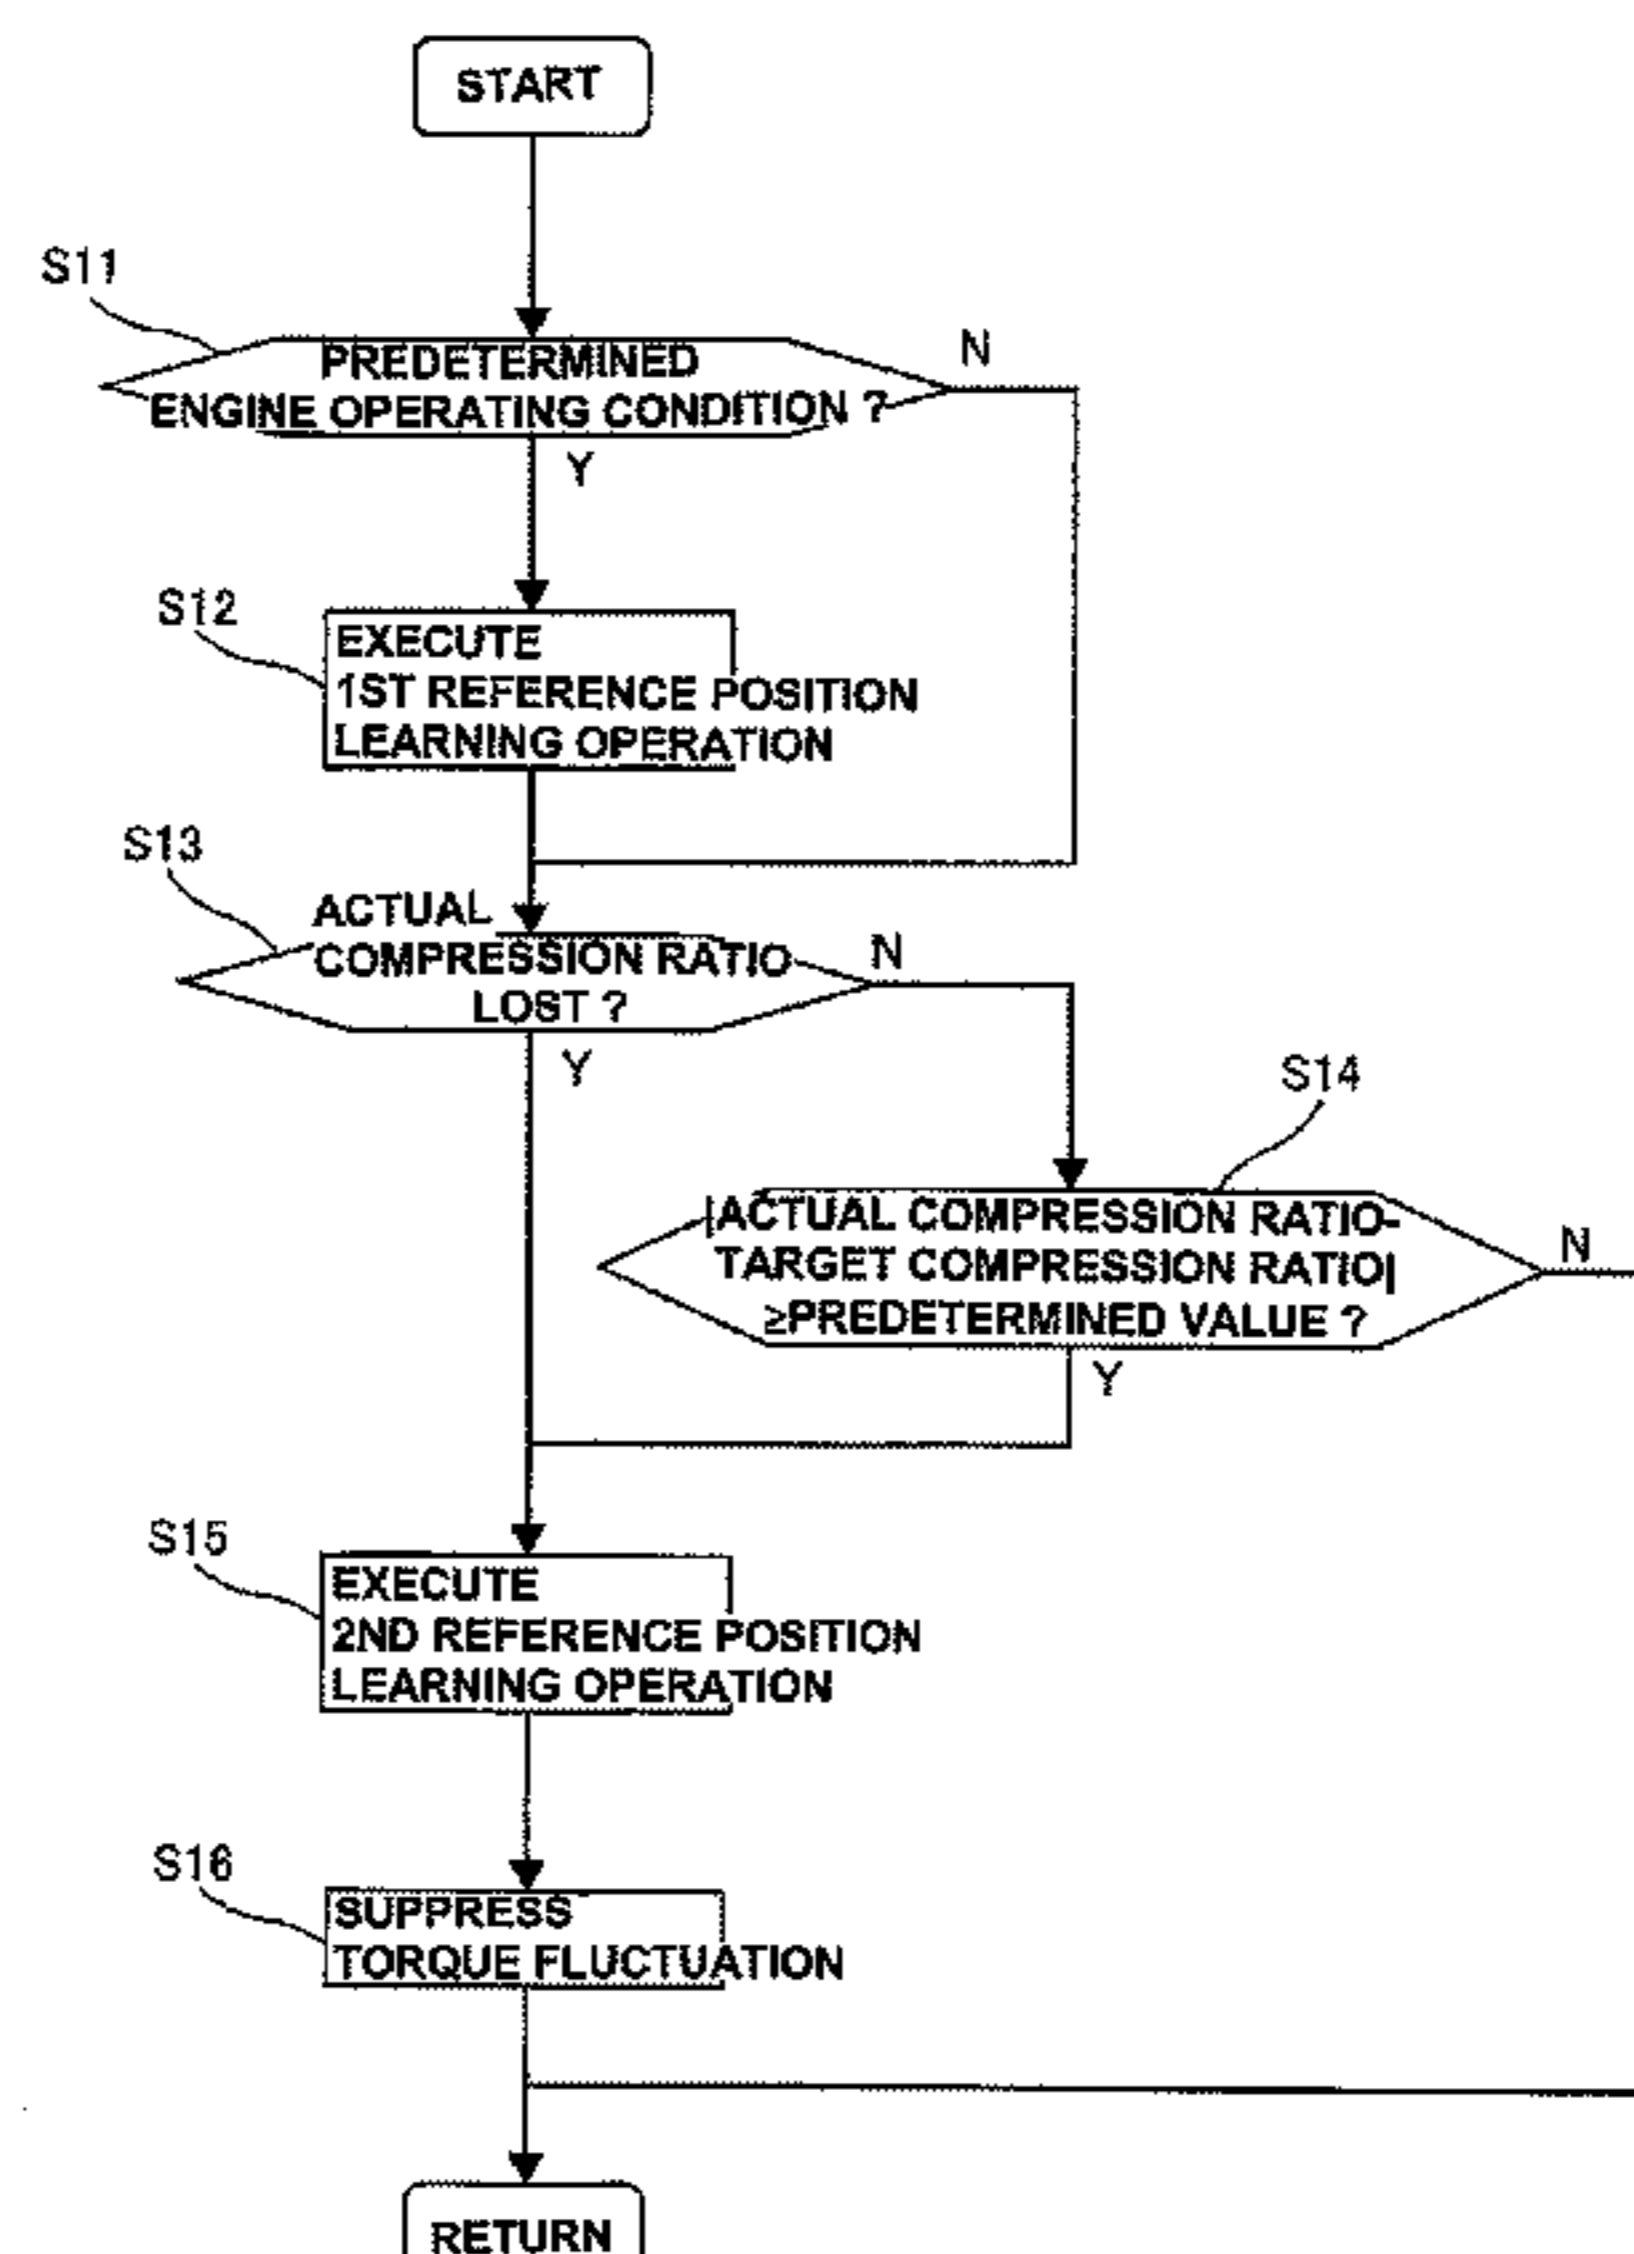 START
S11
PREDETERMINED
ENGINE OPERATING CONDITION ?
N
Y
S12
EXECUTE
1ST REFERENCE POSITION
LEARNING OPERATION
S13
ACTUAL
COMPRESSION RATIO
LOST ?
N
Y
S14
|ACTUAL COMPRESSION RATIO-
TARGET COMPRESSION RATIO|
≥PREDETERMINED VALUE ?
N
Y
S15
EXECUTE
2ND REFERENCE POSITION
LEARNING OPERATION
S16
SUPPRESS
TORQUE FLUCTUATION
RETURN